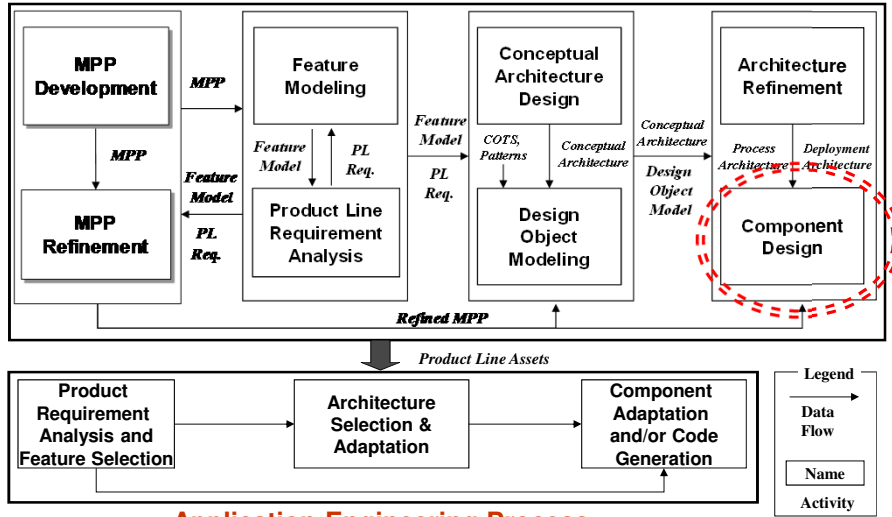 MPP
Development
MPP
MPP
Refinement
MPP
Feature
Model
PL
Req.
Feature
Modeling
Feature
Model
PL
Req.
Product Line
Requirement
Analysis
Feature
Model
PL
Req.
Conceptual
Architecture
Design
COTS,
Patterns
Conceptual
Architecture
Design
Object
Modeling
Conceptual
Architecture
Design
Object
Model
Architecture
Refinement
Process
Architecture
Deployment
Architecture
Component
Design
Refined MPP
Product Line Assets
Product
Requirement
Analysis and
Feature Selection
Architecture
Selection &
Adaptation
Component
Adaptation
and/or Code
Generation
Legend
Data
Flow
Name
Activity
Application Engineering Process